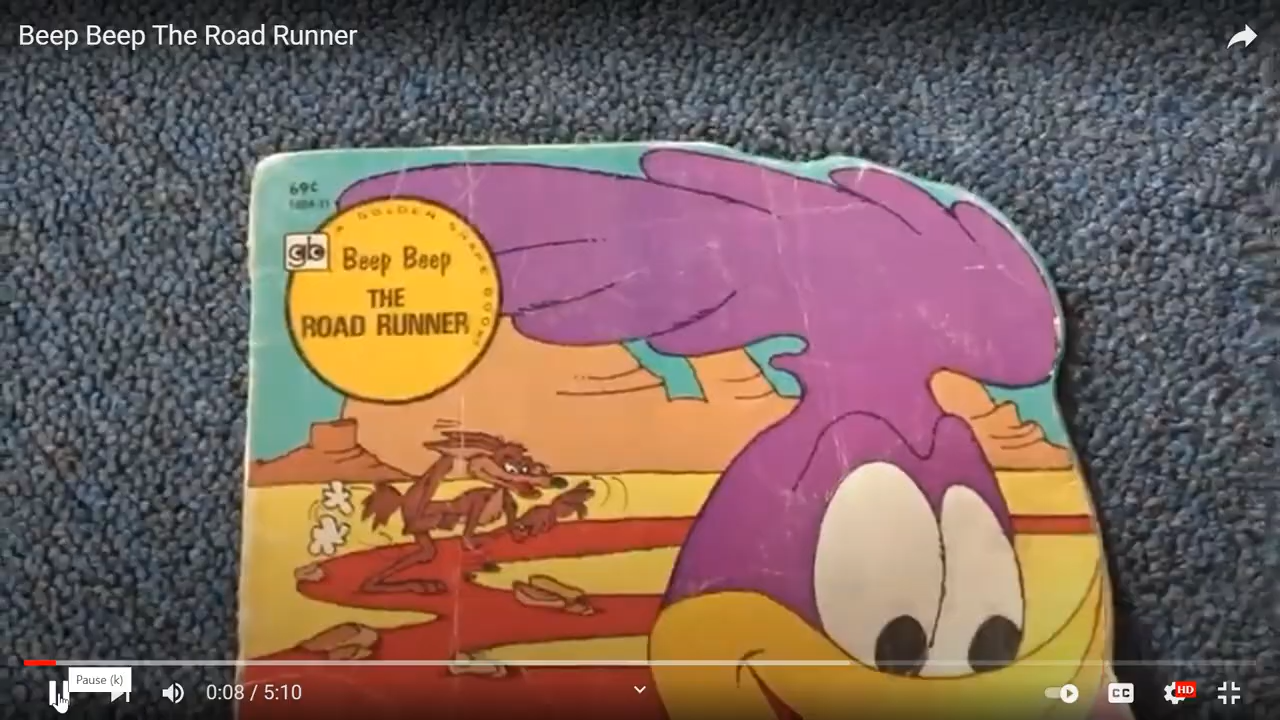 Beep Beep The Road Runner
69¢
A GOLDEN SHAPE BOOK
gb
Beep Beep
THE
ROAD RUNNER
Pause (k)
0:08 / 5:10
CC
HD